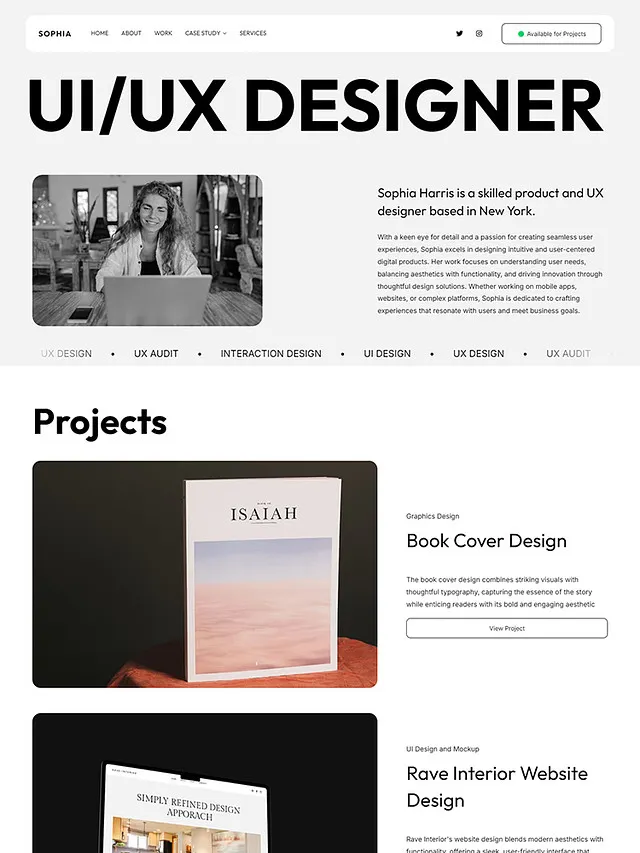 SOPHIA HOME ABOUT WORK CASE STUDY SERVICES Available for Projects
UI/UX DESIGNER
Sophia Harris is a skilled product and UX
designer based in New York.
With a keen eye for detail and a passion for creating seamless user
experiences, Sophia excels in designing intuitive and user-centered
digital products. Her work focuses on understanding user needs,
balancing aesthetics with functionality, and driving innovation through
thoughtful design solutions. Whether working on mobile apps,
websites, or complex platforms, Sophia is dedicated to crafting
experiences that resonate with users and meet business goals.
UX DESIGN • UX AUDIT • INTERACTION DESIGN • UI DESIGN • UX DESIGN • UX AUDIT
Projects
ISAIAH
Graphics Design
Book Cover Design
The book cover design combines striking visuals with
thoughtful typography, capturing the essence of the story
while enticing readers with its bold and engaging aesthetic
View Project
SIMPLY REFINED DESIGN
APPORACH
UI Design and Mockup
Rave Interior Website
Design
Rave Interior's website design blends modern aesthetics with
functionality, offering a sleek, user-friendly interface that